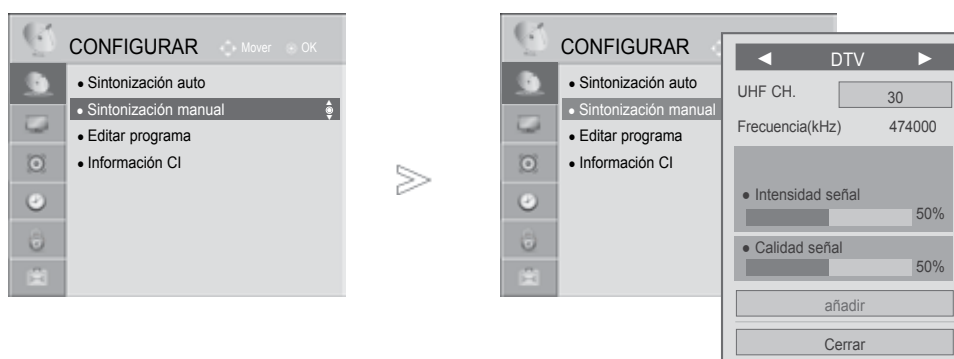 CONFIGURAR Mover OK
• Sintonización auto
• Sintonización manual
• Editar programa
• Información CI
CONFIGURAR
• Sintonización auto
• Sintonización manual
• Editar programa
• Información CI
◄ DTV ►
UHF CH. 30
Frecuencia(kHz) 474000
• Intensidad señal
50%
• Calidad señal
50%
añadir
Cerrar